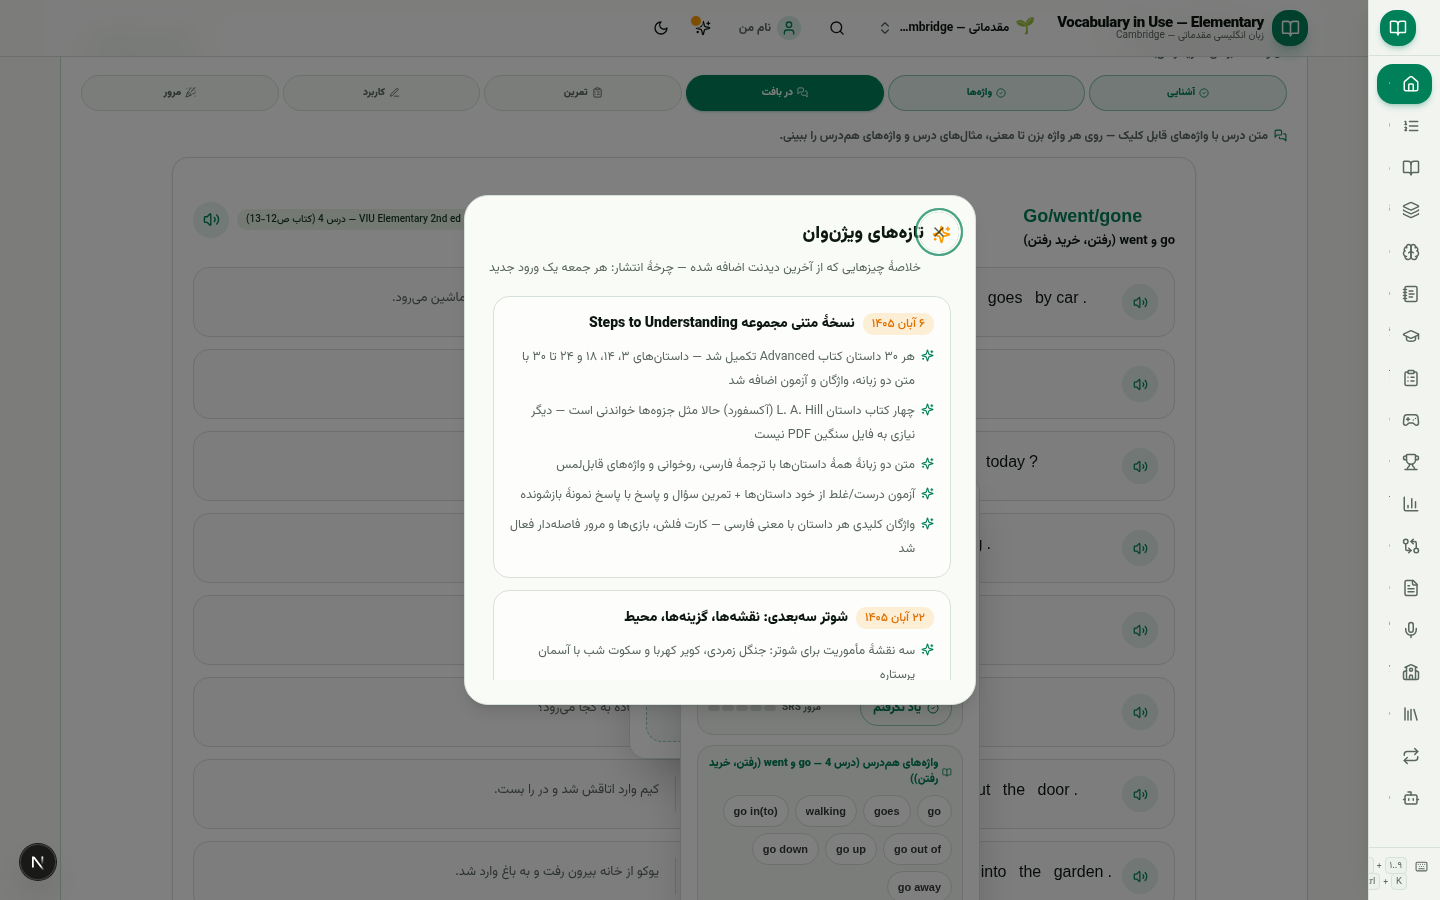 Vocabulary in Use — Elementary
زبان انگلیسی مقدماتی — Cambridge
مقدماتی — mbridge...
نام من
آشنایی
واژه‌ها
در بافت
تمرین
کاربرد
مرور
متن درس با واژه‌های قابل کلیک — روی هر واژه بزن تا معنی، مثال‌های درس و واژه‌های هم‌درس را ببینی.
Go/went/gone
go و went (رفتن، خرید رفتن)
VIU Elementary 2nd ed — درس 4 (کتاب ص12-13)
goes by car .
ماشین می‌رود.
today ?
تازه‌های ویژن‌وان
خلاصهٔ چیزهایی که از آخرین دیدنت اضافه شده — چرخهٔ انتشار: هر جمعه یک ورود جدید
۶ آبان ۱۴۰۵
نسخهٔ متنی مجموعه Steps to Understanding
هر ۳۰ داستان کتاب Advanced تکمیل شد — داستان‌های ۳، ۱۴، ۱۸ و ۲۴ تا ۳۰ با
متن دو زبانه، واژگان و آزمون اضافه شد
چهار کتاب داستان L. A. Hill (آکسفورد) حالا مثل جزوه‌ها خواندنی است — دیگر
نیازی به فایل سنگین PDF نیست
متن دو زبانهٔ همهٔ داستان‌ها با ترجمهٔ فارسی، روخوانی و واژه‌های قابل‌لمس
آزمون درست/غلط از خود داستان‌ها + تمرین سؤال و پاسخ با پاسخ نمونهٔ بازشونده
واژگان کلیدی هر داستان با معنی فارسی — کارت فلش، بازی‌ها و مرور فاصله‌دار فعال
شد
۲۲ آبان ۱۴۰۵
شوتر سه‌بعدی: نقشه‌ها، گزینه‌ها، محیط
سه نقشهٔ مأموریت برای شوتر: جنگل زمردی، کویر کهربا و سکوت شب با آسمان
پرستاره
یاد نگرفتم
مرور SRS
واژه‌های هم‌درس (درس 4 — go و went (رفتن، خرید
رفتن))
go
goes
walking
go in(to)
go out of
go up
go down
go away
the door .
کیم وارد اتاقش شد و در را بست.
into the garden .
یوکو از خانه بیرون رفت و به باغ وارد شد.
N
+ ۱..۹
+ K